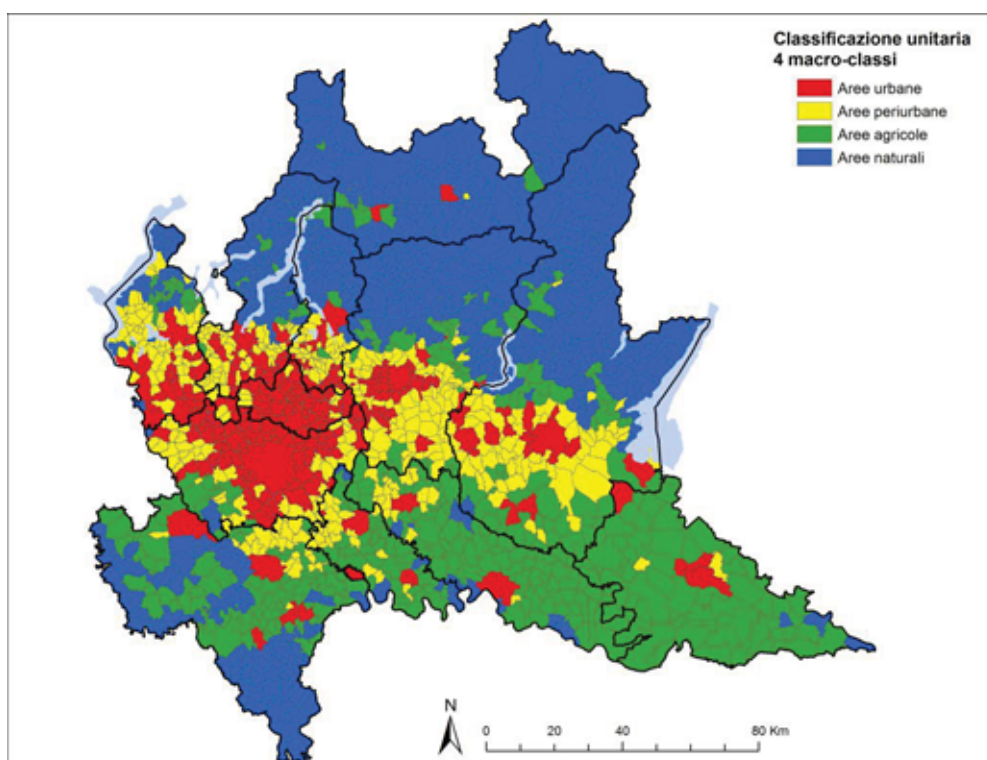 Classificazione unitaria
4 macro-classi
Aree urbane
Aree periurbane
Aree agricole
Aree naturali
N
0 20 40 80 Km